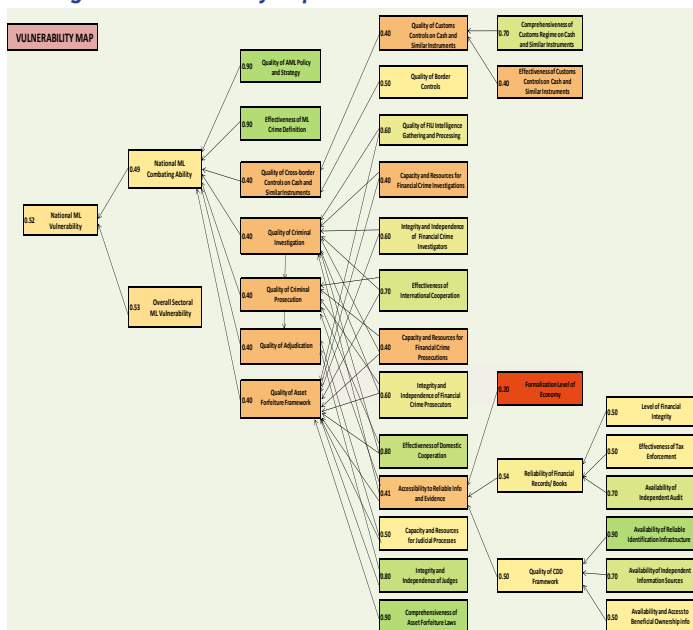 VULNERABILITY MAP
0.40
Quality of Customs
Controls on Cash and
Similar Instruments
0.70
Comprehensiveness of
Customs Regime on Cash
and Similar Instruments
0.90
Quality of AML Policy
and Strategy
0.50
Quality of Border
Controls
0.40
Effectiveness of Customs
Controls on Cash and
Similar Instruments
0.90
Effectiveness of ML
Crime Definition
0.60
Quality of FIU Intelligence
Gathering and Processing
0.49
National ML
Combating Ability
0.40
Quality of Cross-border
Controls on Cash and
Similar Instruments
0.40
Capacity and Resources for
Financial Crime Investigations
0.52
National ML
Vulnerability
0.40
Quality of Criminal
Investigation
0.60
Integrity and Independence
of Financial Crime
Investigators
0.53
Overall Sectoral
ML Vulnerability
0.40
Quality of Criminal
Prosecution
0.70
Effectiveness of
International Cooperation
0.40
Quality of Adjudication
0.40
Capacity and Resources for
Financial Crime
Prosecutions
0.40
Quality of Asset
Forfeiture Framework
0.60
Integrity and
Independence of Financial
Crime Prosecutors
0.20
Formalization Level of
Economy
0.50
Level of Financial
Integrity
0.80
Effectiveness of Domestic
Cooperation
0.54
Reliability of Financial
Records/ Books
0.50
Effectiveness of Tax
Enforcement
0.41
Accessibility to Reliable Info
and Evidence
0.70
Availability of
Independent Audit
0.50
Capacity and Resources
for Judicial Processes
0.90
Availability of Reliable
Identification Infrastructure
0.80
Integrity and
Independence of Judges
0.50
Quality of CDD
Framework
0.70
Availability of Independent
Information Sources
0.90
Comprehensiveness of
Asset Forfeiture Laws
0.50
Availability and Access to
Beneficial Ownership Info